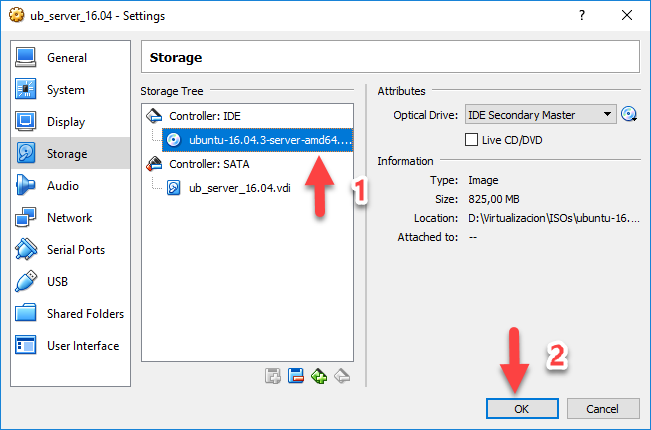 ub_server_16.04 - Settings
?
General
System
Display
Storage
Audio
Network
Serial Ports
USB
Shared Folders
User Interface
Storage
Storage Tree
Controller: IDE
ubuntu-16.04.3-server-amd64....
Controller: SATA
ub_server_16.04.vdi
1
Attributes
Optical Drive: IDE Secondary Master
Live CD/DVD
Information
Type: Image
Size: 825,00 MB
Location: D:\Virtualizacion\ISOs\ubuntu-16....
Attached to: --
2
OK Cancel